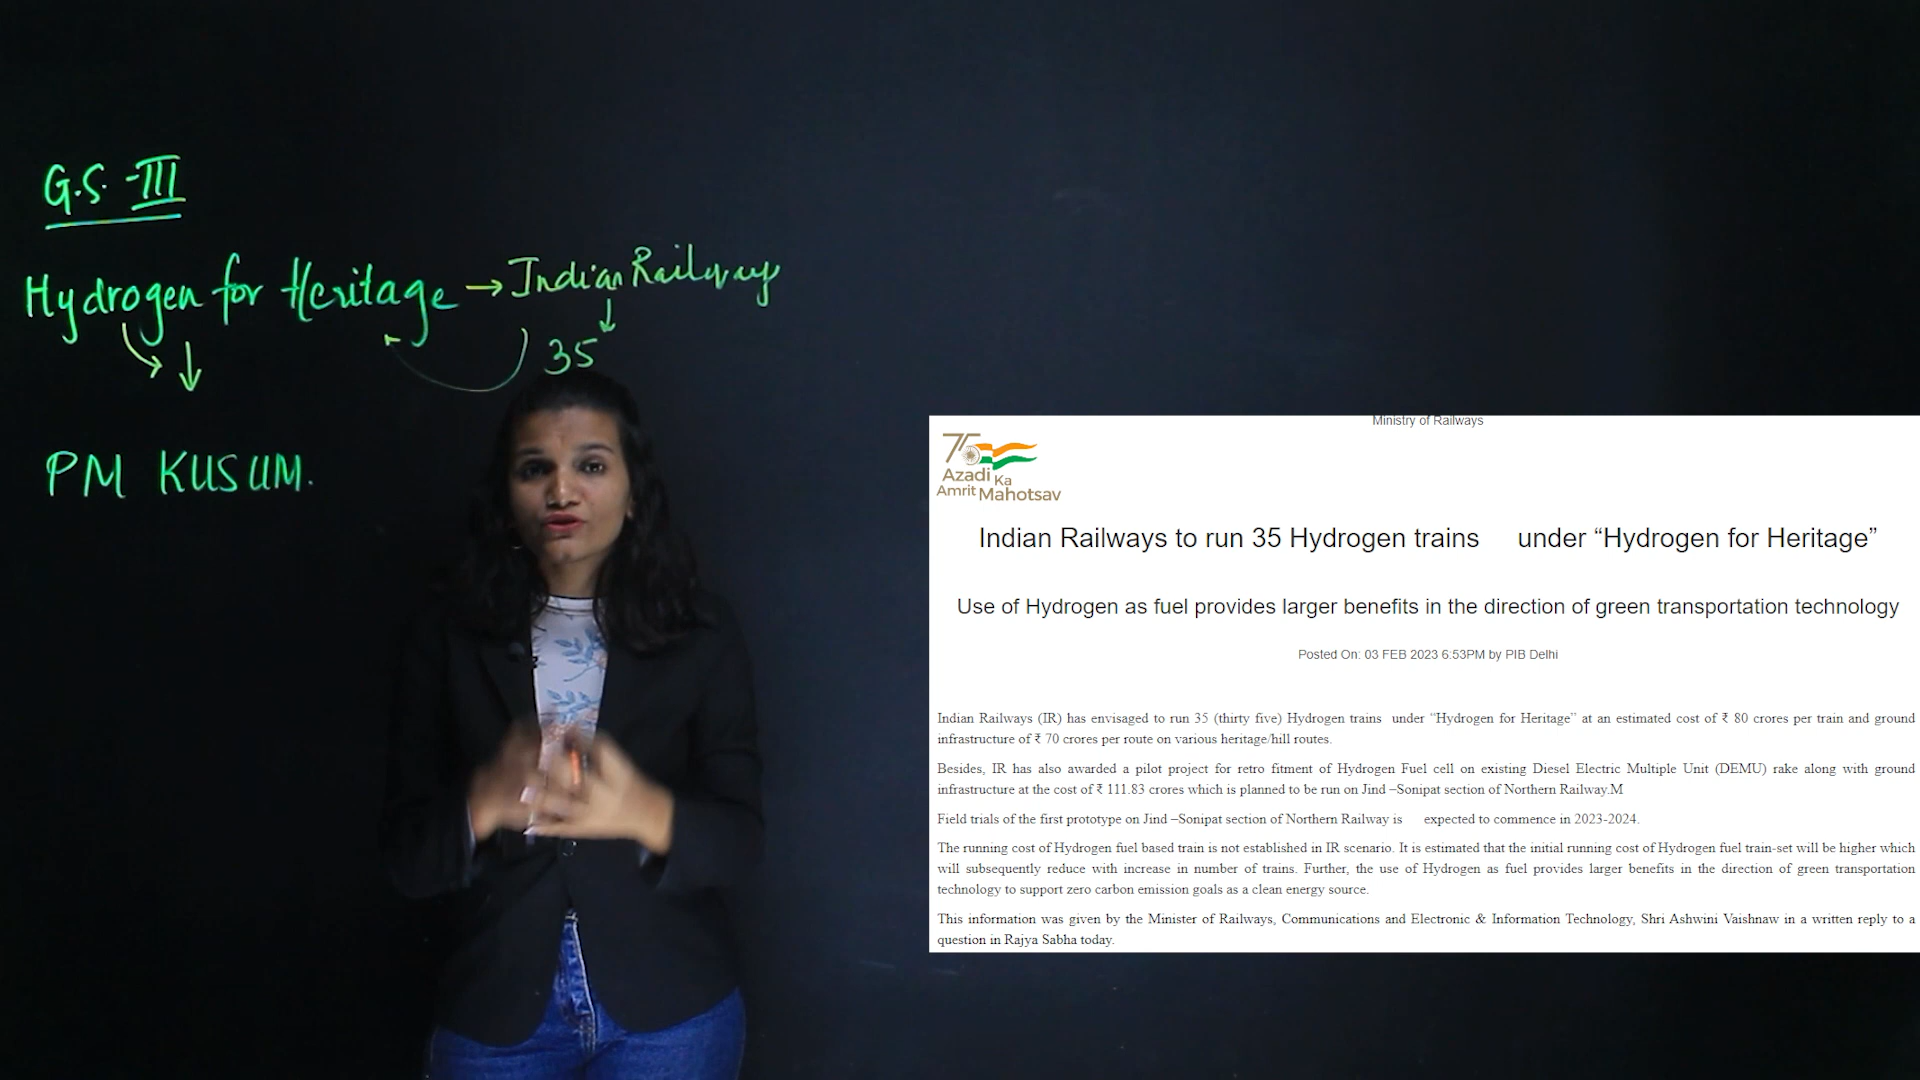 G.S.-III
Hydrogen for Heritage → Indian Railways
35
PM KUSUM.
Ministry of Railways
75
Azadi Ka
Amrit Mahotsav
Indian Railways to run 35 Hydrogen trains under “Hydrogen for Heritage”
Use of Hydrogen as fuel provides larger benefits in the direction of green transportation technology
Posted On: 03 FEB 2023 6:53PM by PIB Delhi
Indian Railways (IR) has envisaged to run 35 (thirty five) Hydrogen trains under “Hydrogen for Heritage” at an estimated cost of ₹ 80 crores per train and ground
infrastructure of ₹ 70 crores per route on various heritage/hill routes.
Besides, IR has also awarded a pilot project for retro fitment of Hydrogen Fuel cell on existing Diesel Electric Multiple Unit (DEMU) rake along with ground
infrastructure at the cost of ₹ 111.83 crores which is planned to be run on Jind –Sonipat section of Northern Railway.M
Field trials of the first prototype on Jind –Sonipat section of Northern Railway is expected to commence in 2023-2024.
The running cost of Hydrogen fuel based train is not established in IR scenario. It is estimated that the initial running cost of Hydrogen fuel train-set will be higher which
will subsequently reduce with increase in number of trains. Further, the use of Hydrogen as fuel provides larger benefits in the direction of green transportation
technology to support zero carbon emission goals as a clean energy source.
This information was given by the Minister of Railways, Communications and Electronic & Information Technology, Shri Ashwini Vaishnaw in a written reply to a
question in Rajya Sabha today.